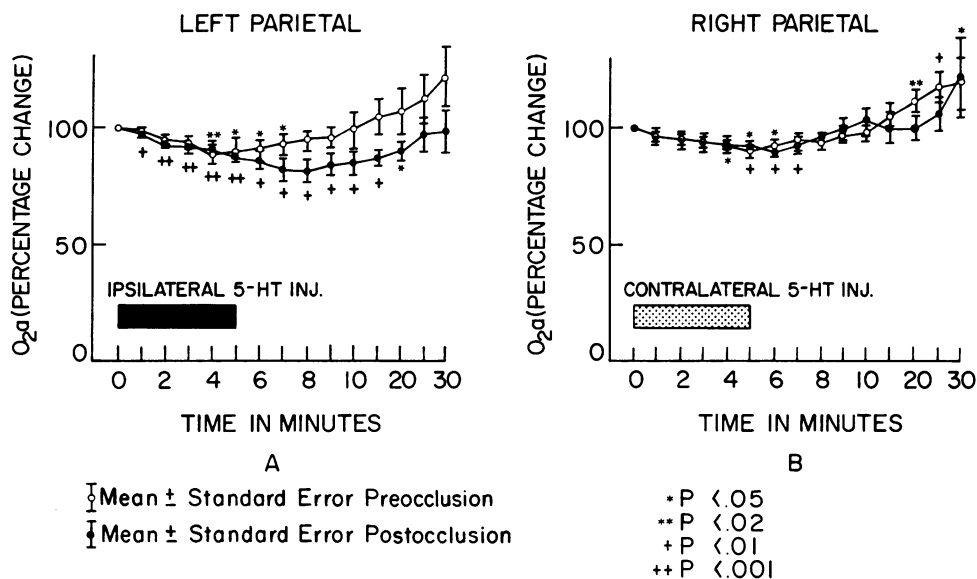 LEFT PARIETAL
RIGHT PARIETAL
O2a(PERCENTAGE CHANGE)
100
50
0
** * * *
+ ++ ++ ++ ++ + + + + + + *
IPSILATERAL 5-HT INJ.
0 2 4 6 8 10 20 30
TIME IN MINUTES
A
O2a(PERCENTAGE CHANGE)
100
50
0
* * ** + *
* + + +
CONTRALATERAL 5-HT INJ.
0 2 4 6 8 10 20 30
TIME IN MINUTES
B
Mean ± Standard Error Preocclusion
Mean ± Standard Error Postocclusion
* P <.05
** P <.02
+ P <.01
++ P <.001